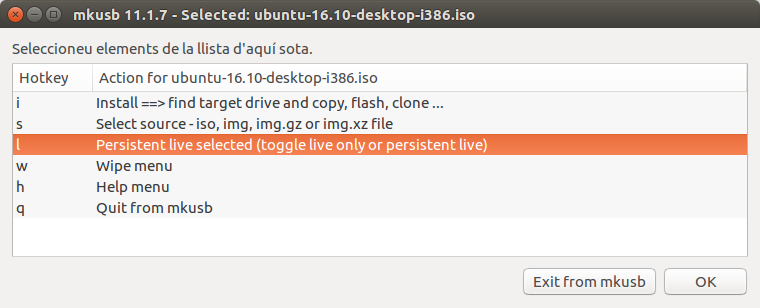 mkusb 11.1.7 - Selected: ubuntu-16.10-desktop-i386.iso
Seleccioneu elements de la llista d'aquí sota.
Hotkey Action for ubuntu-16.10-desktop-i386.iso
i Install ==> find target drive and copy, flash, clone ...
s Select source - iso, img, img.gz or img.xz file
l Persistent live selected (toggle live only or persistent live)
w Wipe menu
h Help menu
q Quit from mkusb
Exit from mkusb OK